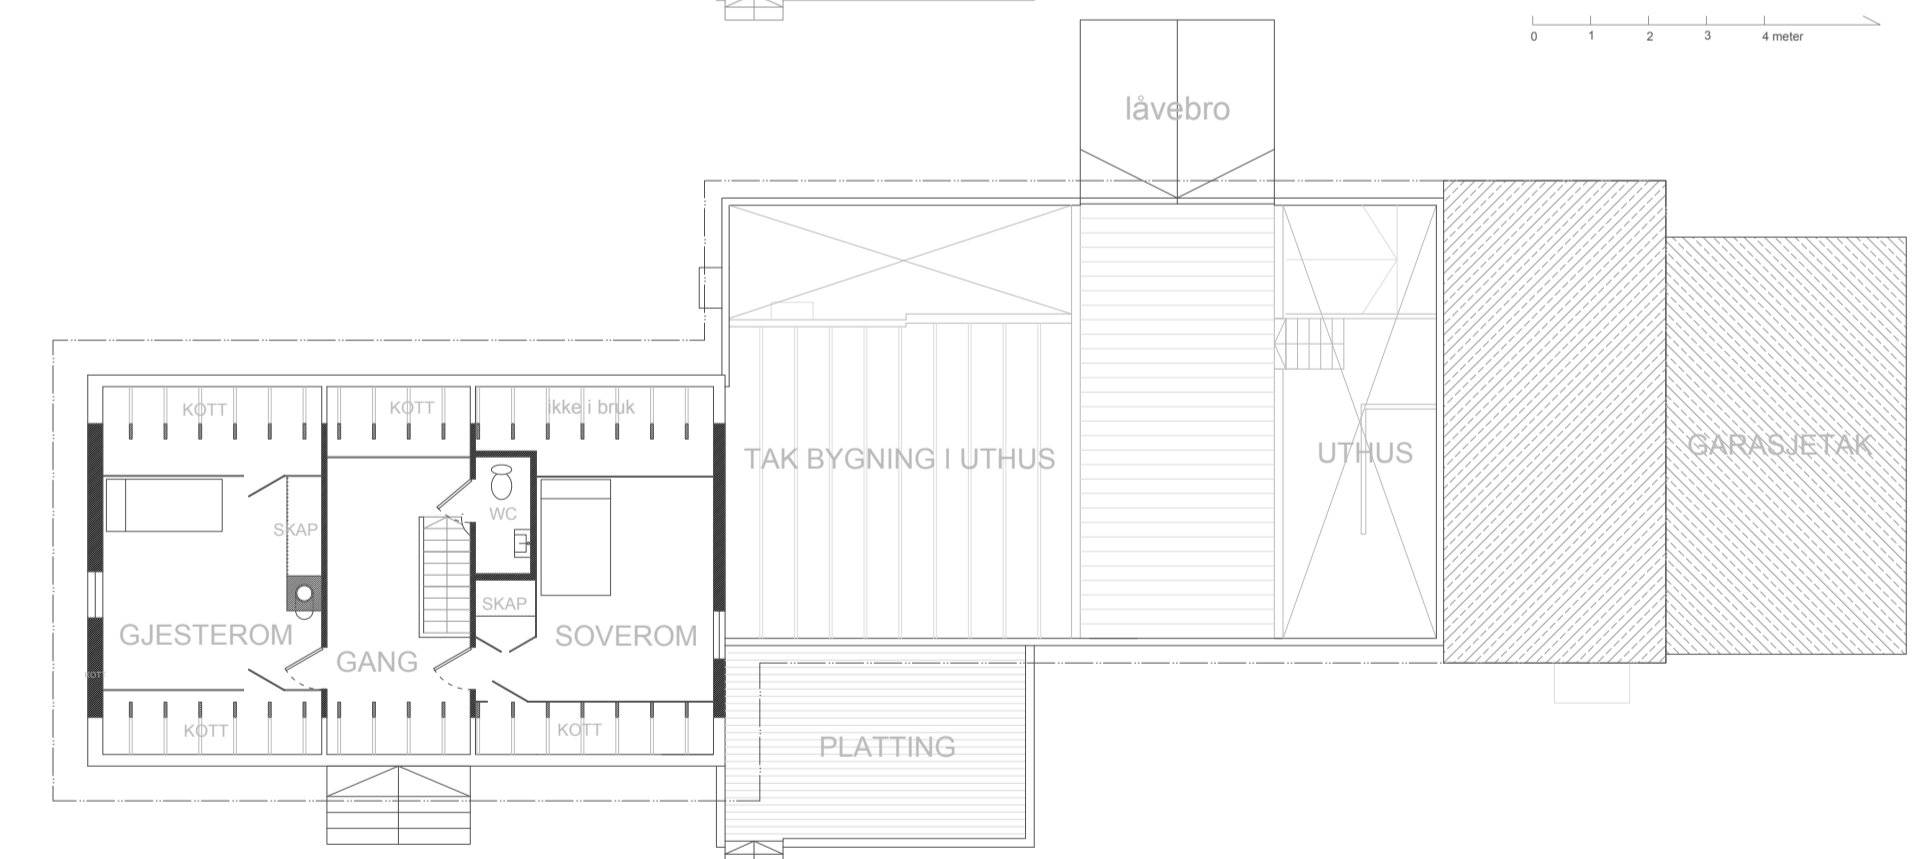 0 1 2 3 4 meter
låvebro
KOTT KOTT ikke i bruk
TAK BYGNING I UTHUS UTHUS GARASJETAK
WC
SKAP
SKAP
GJESTEROM SOVEROM
GANG
KOTT
KOTT KOTT
PLATTING